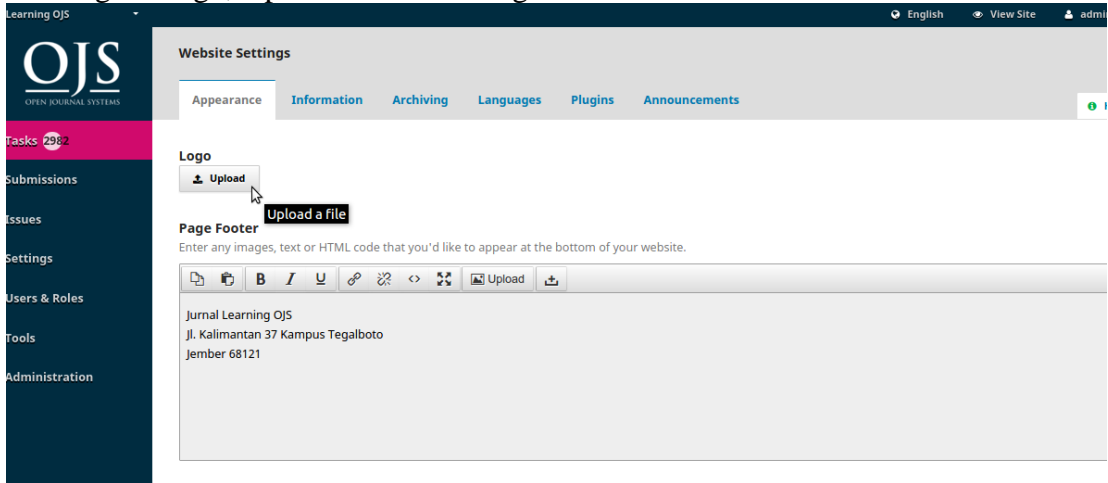 Learning OJS
English View Site admi
OJS
OPEN JOURNAL SYSTEMS
Website Settings
Appearance Information Archiving Languages Plugins Announcements
Tasks 2982
Submissions
Issues
Settings
Users & Roles
Tools
Administration
Logo
Upload
Upload a file
Page Footer
Enter any images, text or HTML code that you'd like to appear at the bottom of your website.
B I U Upload
Jurnal Learning OJS
Jl. Kalimantan 37 Kampus Tegalboto
Jember 68121